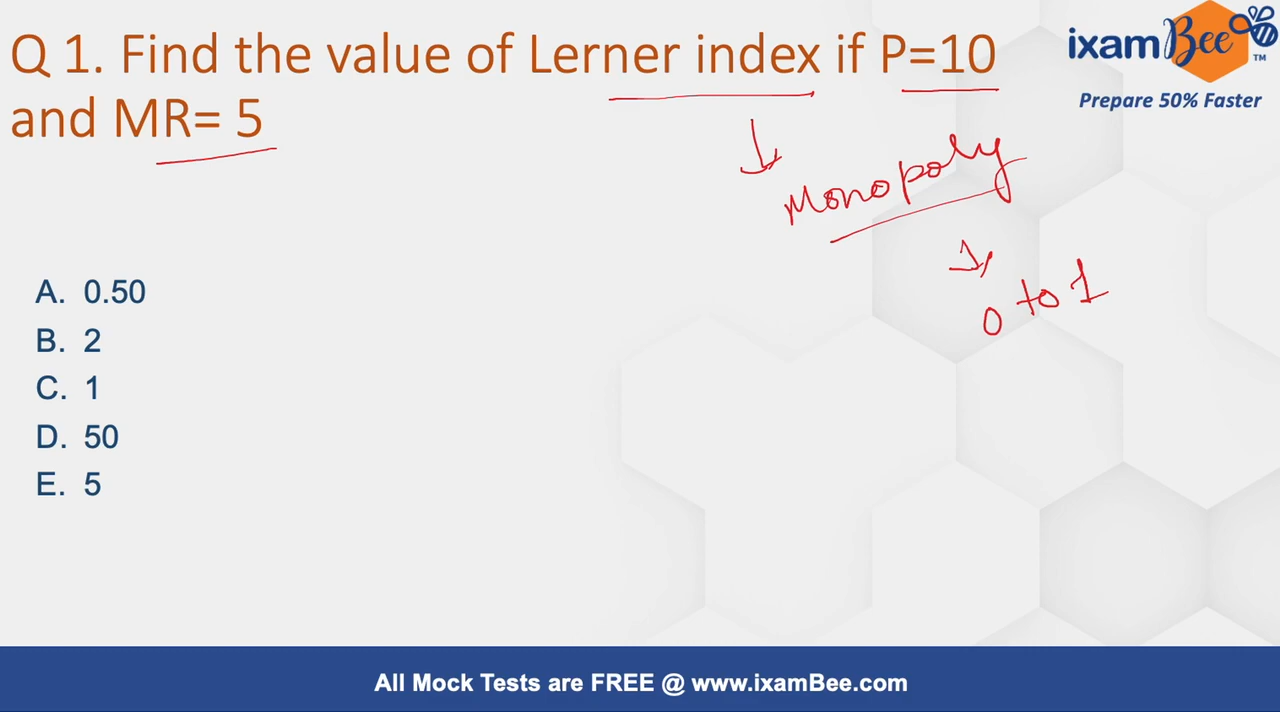 Q 1. Find the value of Lerner index if P=10
and MR= 5
ixamBee
TM
Prepare 50% Faster
Monopoly
0 to 1
A. 0.50
B. 2
C. 1
D. 50
E. 5
All Mock Tests are FREE @ www.ixamBee.com